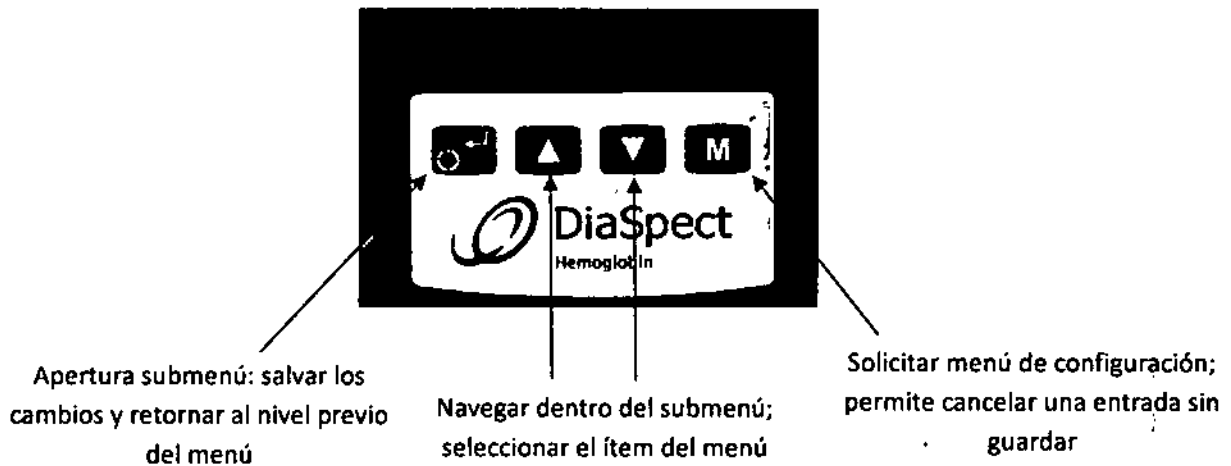 M
DiaSpect
Hemoglobin
Apertura submenú: salvar los
cambios y retornar al nivel previo
del menú
Navegar dentro del submenú;
seleccionar el ítem del menú
Solicitar menú de configuración;
permite cancelar una entrada sin
guardar